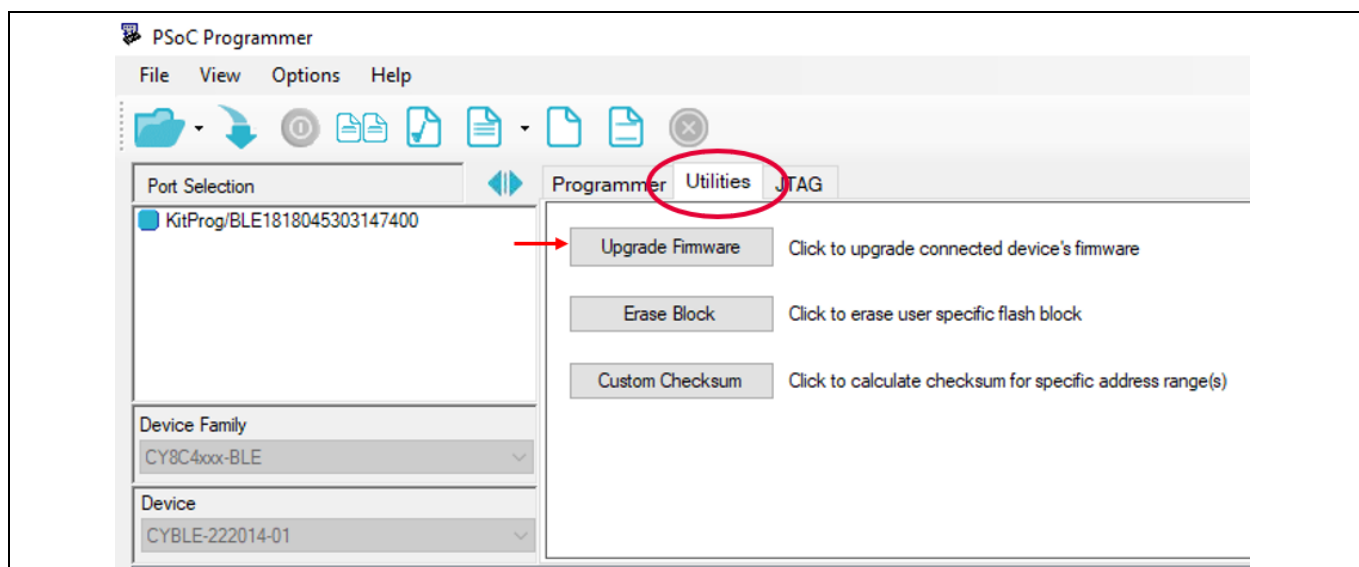 PSoC Programmer
File View Options Help
Port Selection
KitProg/BLE1818045303147400
Device Family
CY8C4xxx-BLE
Device
CYBLE-222014-01
Programmer Utilities JTAG
Upgrade Firmware Click to upgrade connected device's firmware
Erase Block Click to erase user specific flash block
Custom Checksum Click to calculate checksum for specific address range(s)